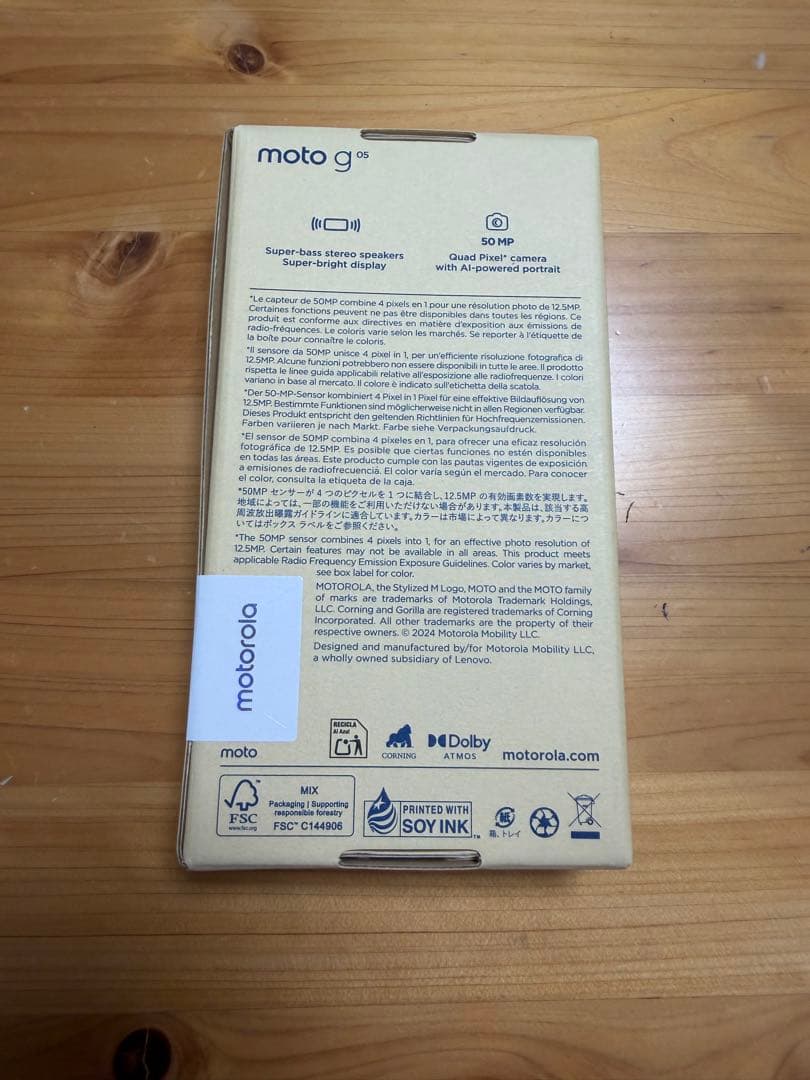 moto g 05
Super-bass stereo speakers
Super-bright display
50 MP
Quad Pixel* camera
with AI-powered portrait
*Le capteur de 50MP combine 4 pixels en 1 pour une résolution photo de 12.5MP.
Certaines fonctions peuvent ne pas être disponibles dans toutes les régions. Ce
produit est conforme aux directives en matière d'exposition aux émissions de
radio-fréquences. Le coloris varie selon les marchés. Se reporter à l'étiquette de
la boîte pour connaître le coloris.
*Il sensore da 50MP unisce 4 pixel in 1, per un'efficiente risoluzione fotografica di
12.5MP. Alcune funzioni potrebbero non essere disponibili in tutte le aree. Il prodotto
rispetta le linee guida applicabili relative all'esposizione alle radiofrequenze. I colori
variano in base al mercato. Il colore è indicato sull'etichetta della scatola.
*Der 50-MP-Sensor kombiniert 4 Pixel in 1 Pixel für eine effektive Bildauflösung von
12.5MP. Bestimmte Funktionen sind möglicherweise nicht in allen Regionen verfügbar.
Dieses Produkt entspricht den geltenden Richtlinien für Hochfrequenzemissionen.
Farben variieren je nach Markt. Farbe siehe Verpackungsaufdruck.
*El sensor de 50MP combina 4 píxeles en 1, para ofrecer una eficaz resolución
fotográfica de 12.5MP. Es posible que ciertas funciones no estén disponibles
en todas las áreas. Este producto cumple con las pautas vigentes de exposición
a emisiones de radiofrecuencia. El color varía según el mercado. Para conocer
el color, consulta la etiqueta de la caja.
*50MP センサーが 4 つのピクセルを 1 つに結合し、12.5MP の有効画素数を実現します。
地域によっては、一部の機能をご利用いただけない場合があります。本製品は、該当する高
周波放出曝露ガイドラインに適合しています。カラーは市場によって異なります。カラーにつ
いてはボックス ラベルをご参照ください。
*The 50MP sensor combines 4 pixels into 1, for an effective photo resolution of
12.5MP. Certain features may not be available in all areas. This product meets
applicable Radio Frequency Emission Exposure Guidelines. Color varies by market,
see box label for color.
MOTOROLA, the Stylized M Logo, MOTO and the MOTO family
of marks are trademarks of Motorola Trademark Holdings,
LLC. Corning and Gorilla are registered trademarks of Corning
Incorporated. All other trademarks are the property of their
respective owners. © 2024 Motorola Mobility LLC.
Designed and manufactured by/for Motorola Mobility LLC,
a wholly owned subsidiary of Lenovo.
motorola
moto
RECICLA
Al Azul
CORNING
Dolby
ATMOS
motorola.com
FSC™
www.fsc.org
MIX
Packaging | Supporting
responsible forestry
FSC™ C144906
PRINTED WITH
SOY INK™
紙
箱、トレイ